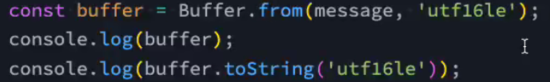 const buffer = Buffer.from(message, 'utf16le');
console.log(buffer);
console.log(buffer.toString('utf16le'));